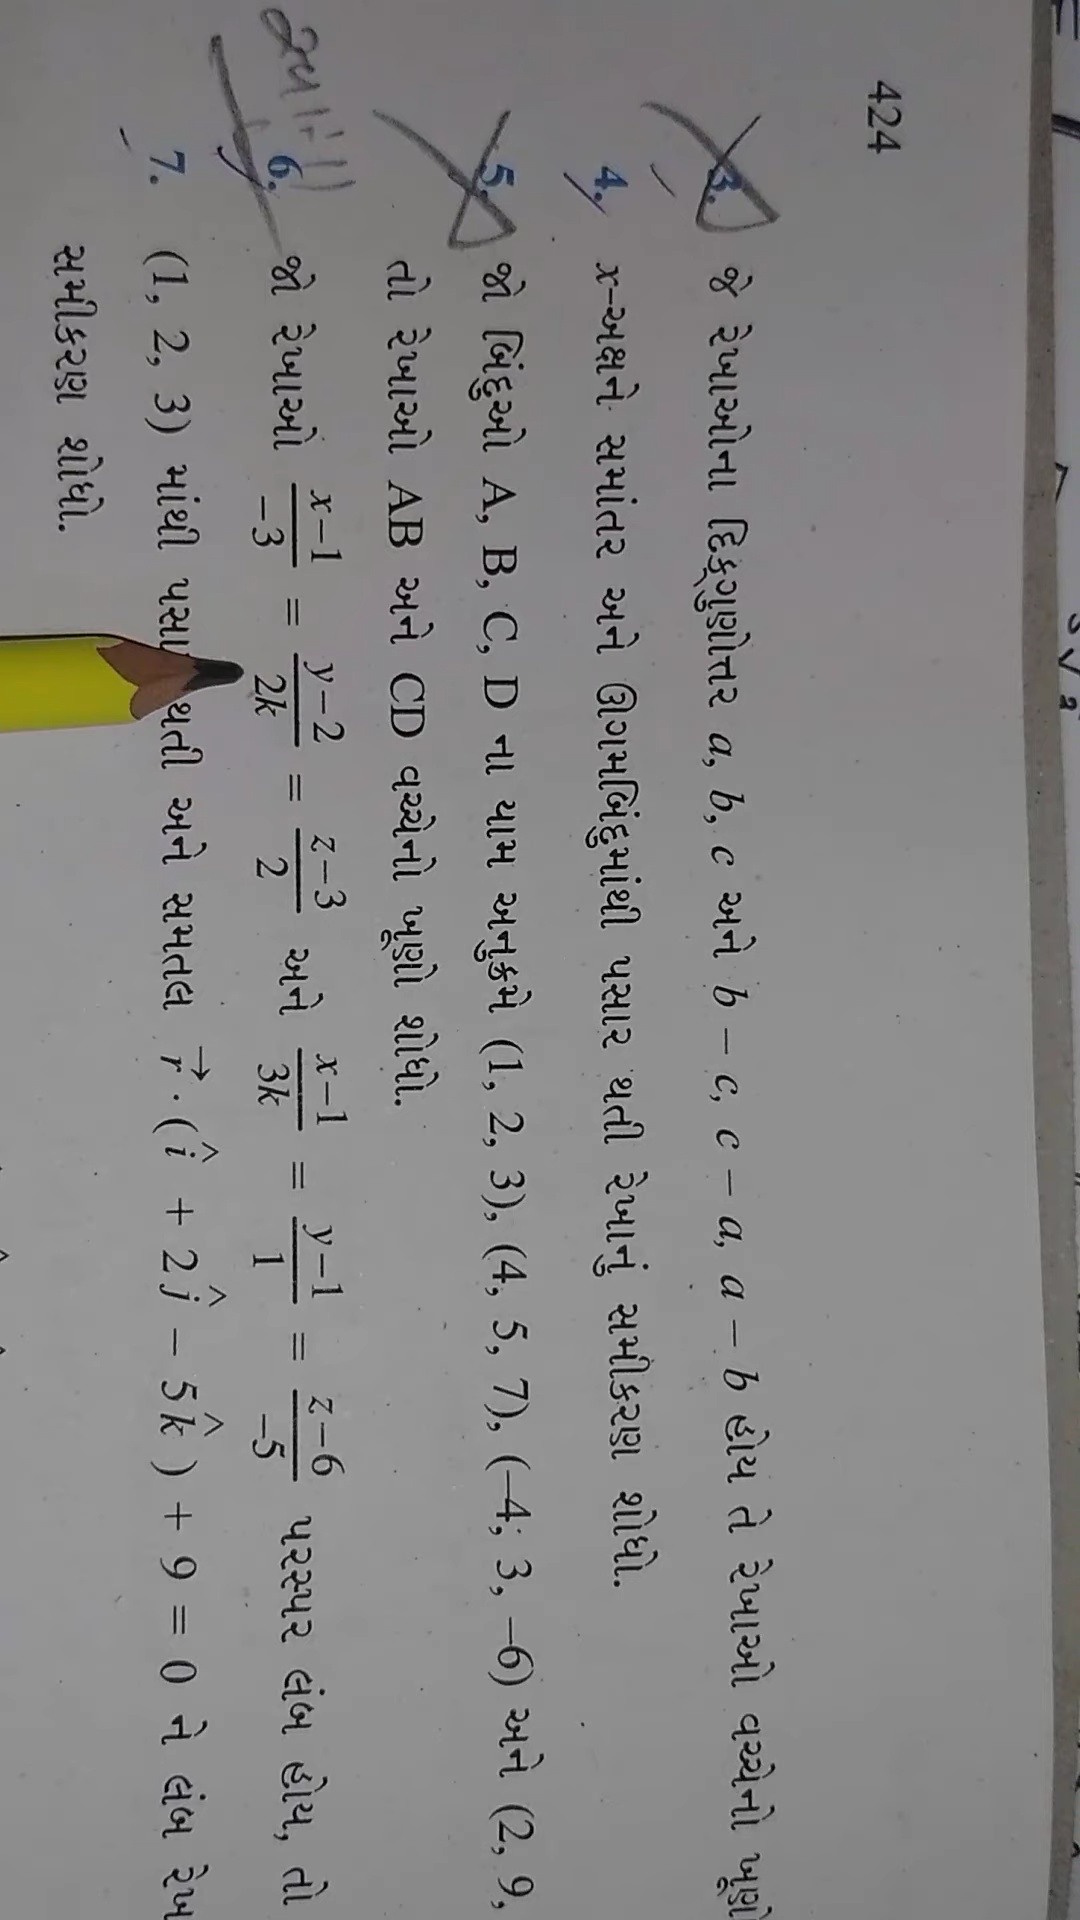 424
3. જે રેખાઓના દિક્ગુણોત્તર a, b, c અને b – c, c – a, a – b હોય તે રેખાઓ વચ્ચેનો ખૂણો
4. x-અક્ષને સમાંતર અને ઊગમબિંદુમાંથી પસાર થતી રેખાનું સમીકરણ શોધો.
5. જો બિંદુઓ A, B, C, D ના યામ અનુક્રમે (1, 2, 3), (4, 5, 7), (–4, 3, –6) અને (2, 9,
તો રેખાઓ AB અને CD વચ્ચેનો ખૂણો શોધો.
6. જો રેખાઓ (x–1)/(–3) = (y–2)/(2k) = (z–3)/2 અને (x–1)/(3k) = (y–1)/1 = (z–6)/(–5) પરસ્પર લંબ હોય, તો
7. (1, 2, 3) માંથી પસા થતી અને સમતલ r⃗ · (î + 2ĵ – 5k̂) + 9 = 0 ને લંબ રેખ
સમીકરણ શોધો.